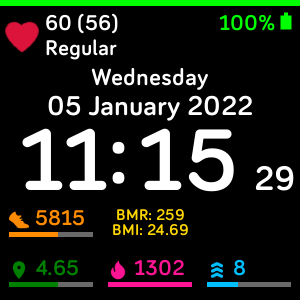 60 (56) 100%
Regular
Wednesday
05 January 2022
11:15 29
5815 BMR: 259
BMI: 24.69
4.65 1302 8